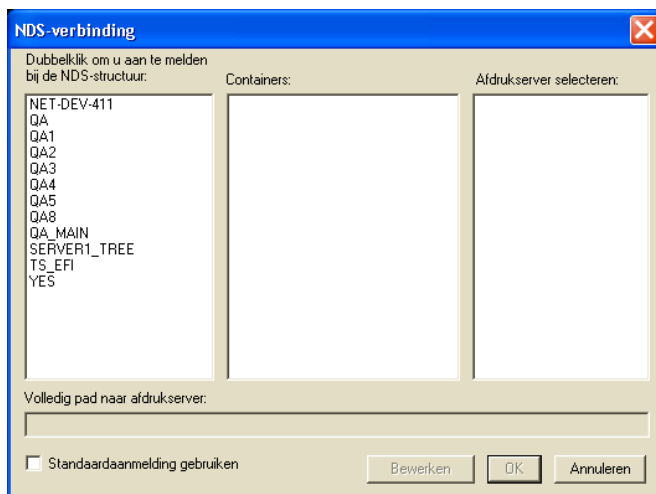 NDS-verbinding
Dubbelklik om u aan te melden
bij de NDS-structuur:
Containers:
Afdrukserver selecteren:
NET-DEV-411
QA
QA1
QA2
QA3
QA4
QA5
QA8
QA_MAIN
SERVER1_TREE
TS_EFI
YES
Volledig pad naar afdrukserver:
Standaardaanmelding gebruiken
Bewerken
OK
Annuleren